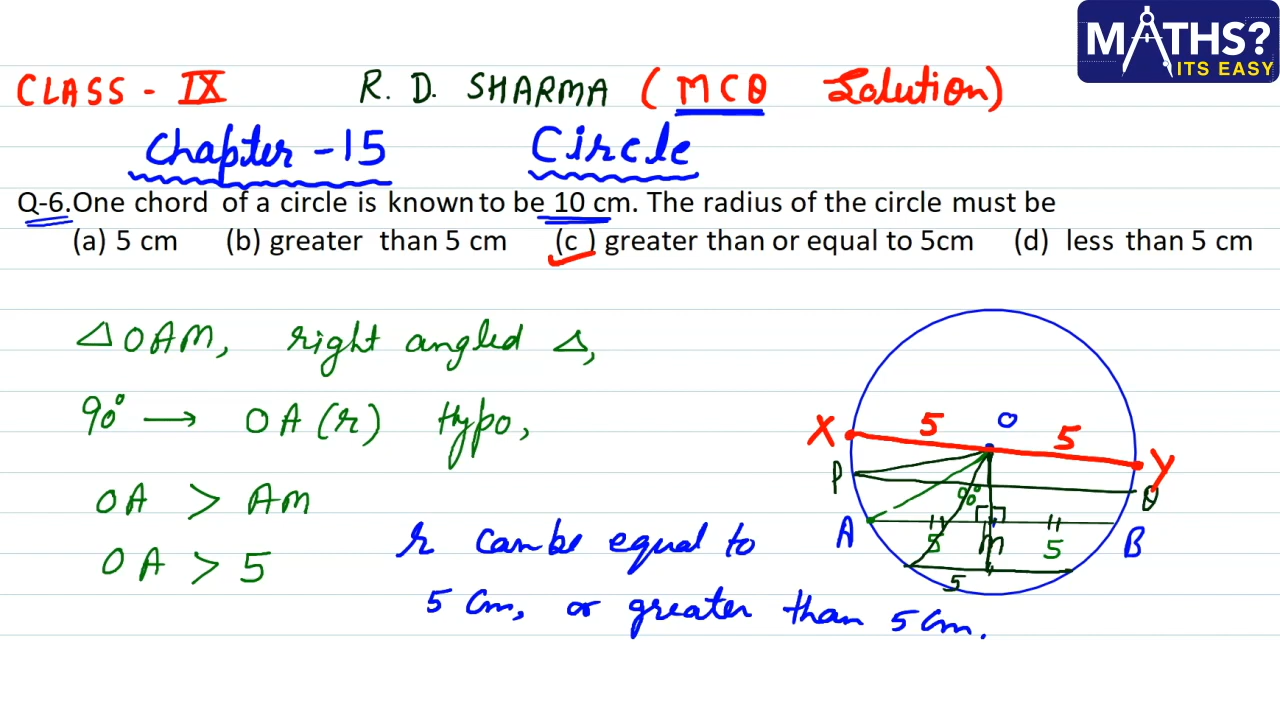 MATHS?
ITS EASY
CLASS - IX R. D. SHARMA (MCQ Solution)
Chapter - 15 Circle
Q-6.One chord of a circle is known to be 10 cm. The radius of the circle must be
(a) 5 cm (b) greater than 5 cm (c ) greater than or equal to 5cm (d) less than 5 cm
△OAM, right angled △,
90° → OA (r) Hypo,
OA > AM
OA > 5
r can be equal to
5 Cm, or greater than 5 Cm.
X 5 O 5 Y
P 90° Q
A 5 M 5 B
5